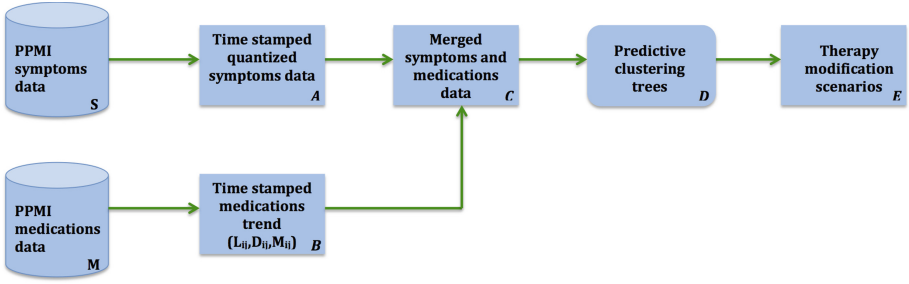 PPMI
symptoms
data
S
Time stamped
quantized
symptoms data
A
Merged
symptoms and
medications
data
C
Predictive
clustering
trees
D
Therapy
modification
scenarios
E
PPMI
medications
data
M
Time stamped
medications
trend
(Lᵢⱼ,Dᵢⱼ,Mᵢⱼ)
B